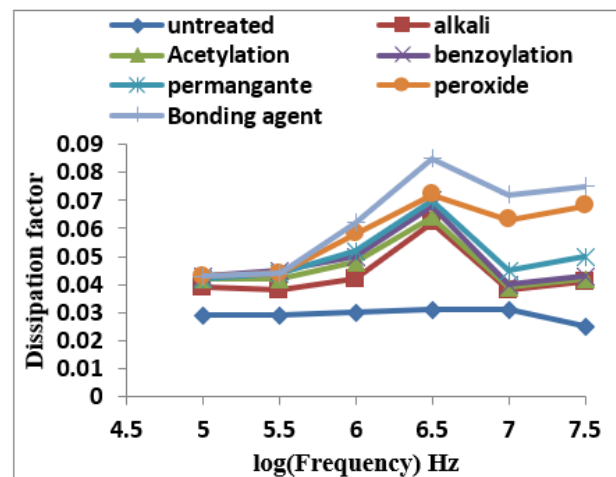 untreated alkali
Acetylation benzoylation
permangante peroxide
Bonding agent
0.09
0.08
0.07
0.06
0.05
0.04
0.03
0.02
0.01
0
Dissipation factor
4.5 5 5.5 6 6.5 7 7.5
log(Frequency) Hz